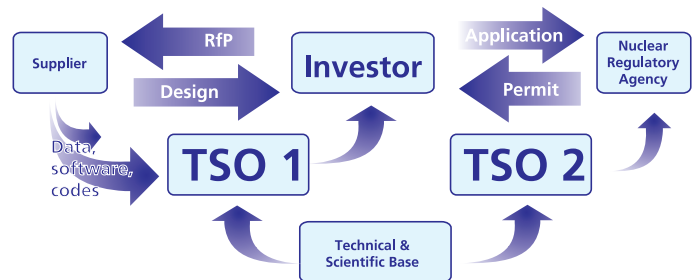 RfP
Application
Supplier
Investor
Nuclear
Regulatory
Agency
Design
Permit
Data,
software,
codes
TSO 1
TSO 2
Technical &
Scientific Base